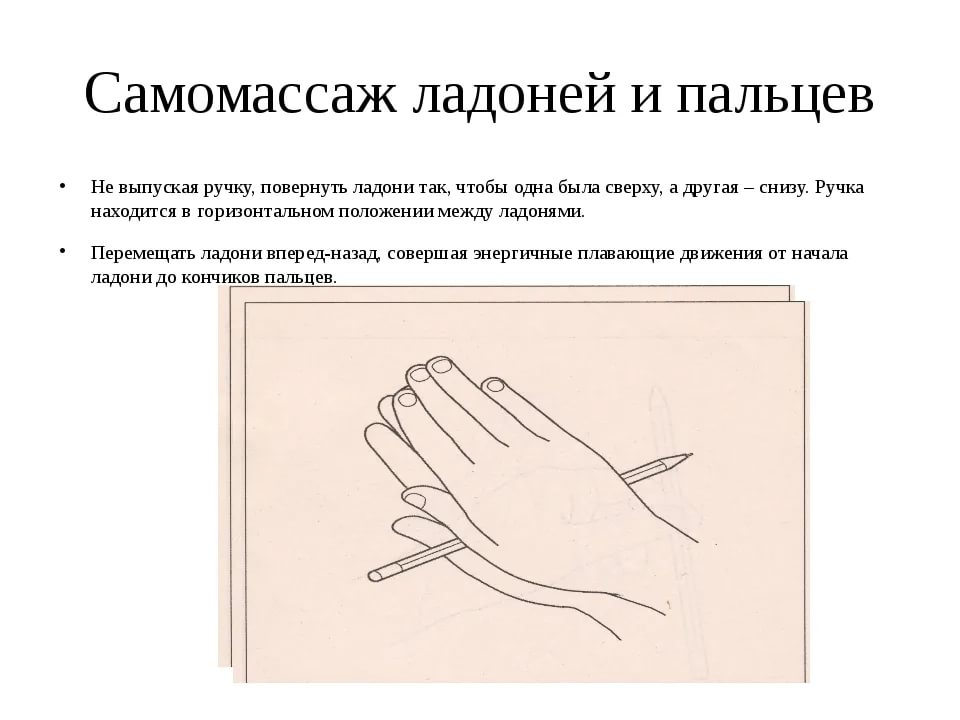 Самомассаж ладоней и пальцев
• Не выпуская ручку, повернуть ладони так, чтобы одна была сверху, а другая – снизу. Ручка
находится в горизонтальном положении между ладонями.
• Перемещать ладони вперед-назад, совершая энергичные плавающие движения от начала
ладони до кончиков пальцев.